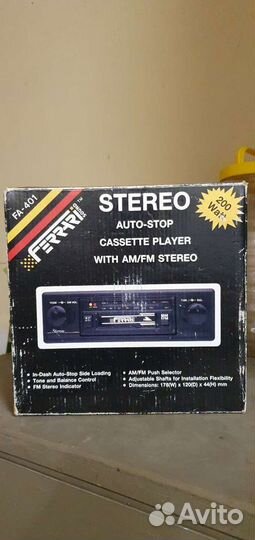 FA-401
FERRARI
TM
STEREO
200
Watt
AUTO-STOP
CASSETTE PLAYER
WITH AM/FM STEREO
FERRARI
• In-Dash Auto-Stop Side Loading
• Tone and Balance Control
• FM Stereo Indicator
• AM/FM Push Selector
• Adjustable Shafts for Installation Flexibility
• Dimensions: 178(W) x 120(D) x 44(H) mm
Avito